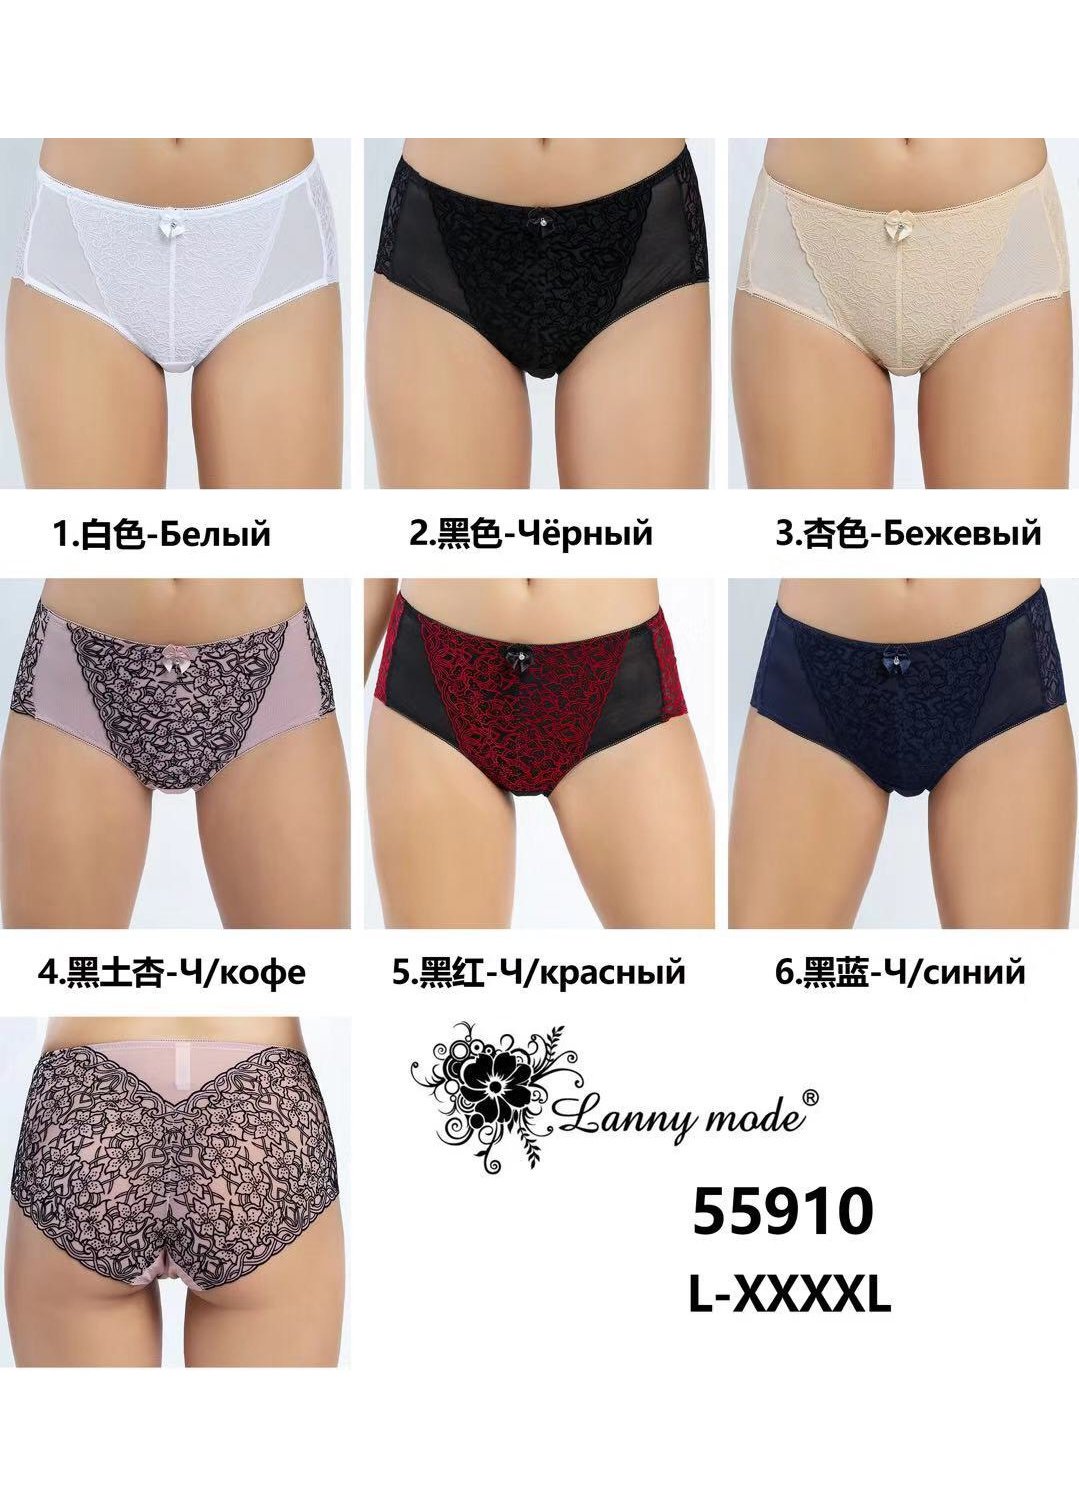 1.白色-Белый
2.黑色-Чёрный
3.杏色-Бежевый
4.黑土杏-Ч/кофе
5.黑红-Ч/красный
6.黑蓝-Ч/синий
Lanny mode®
55910
L-XXXXL